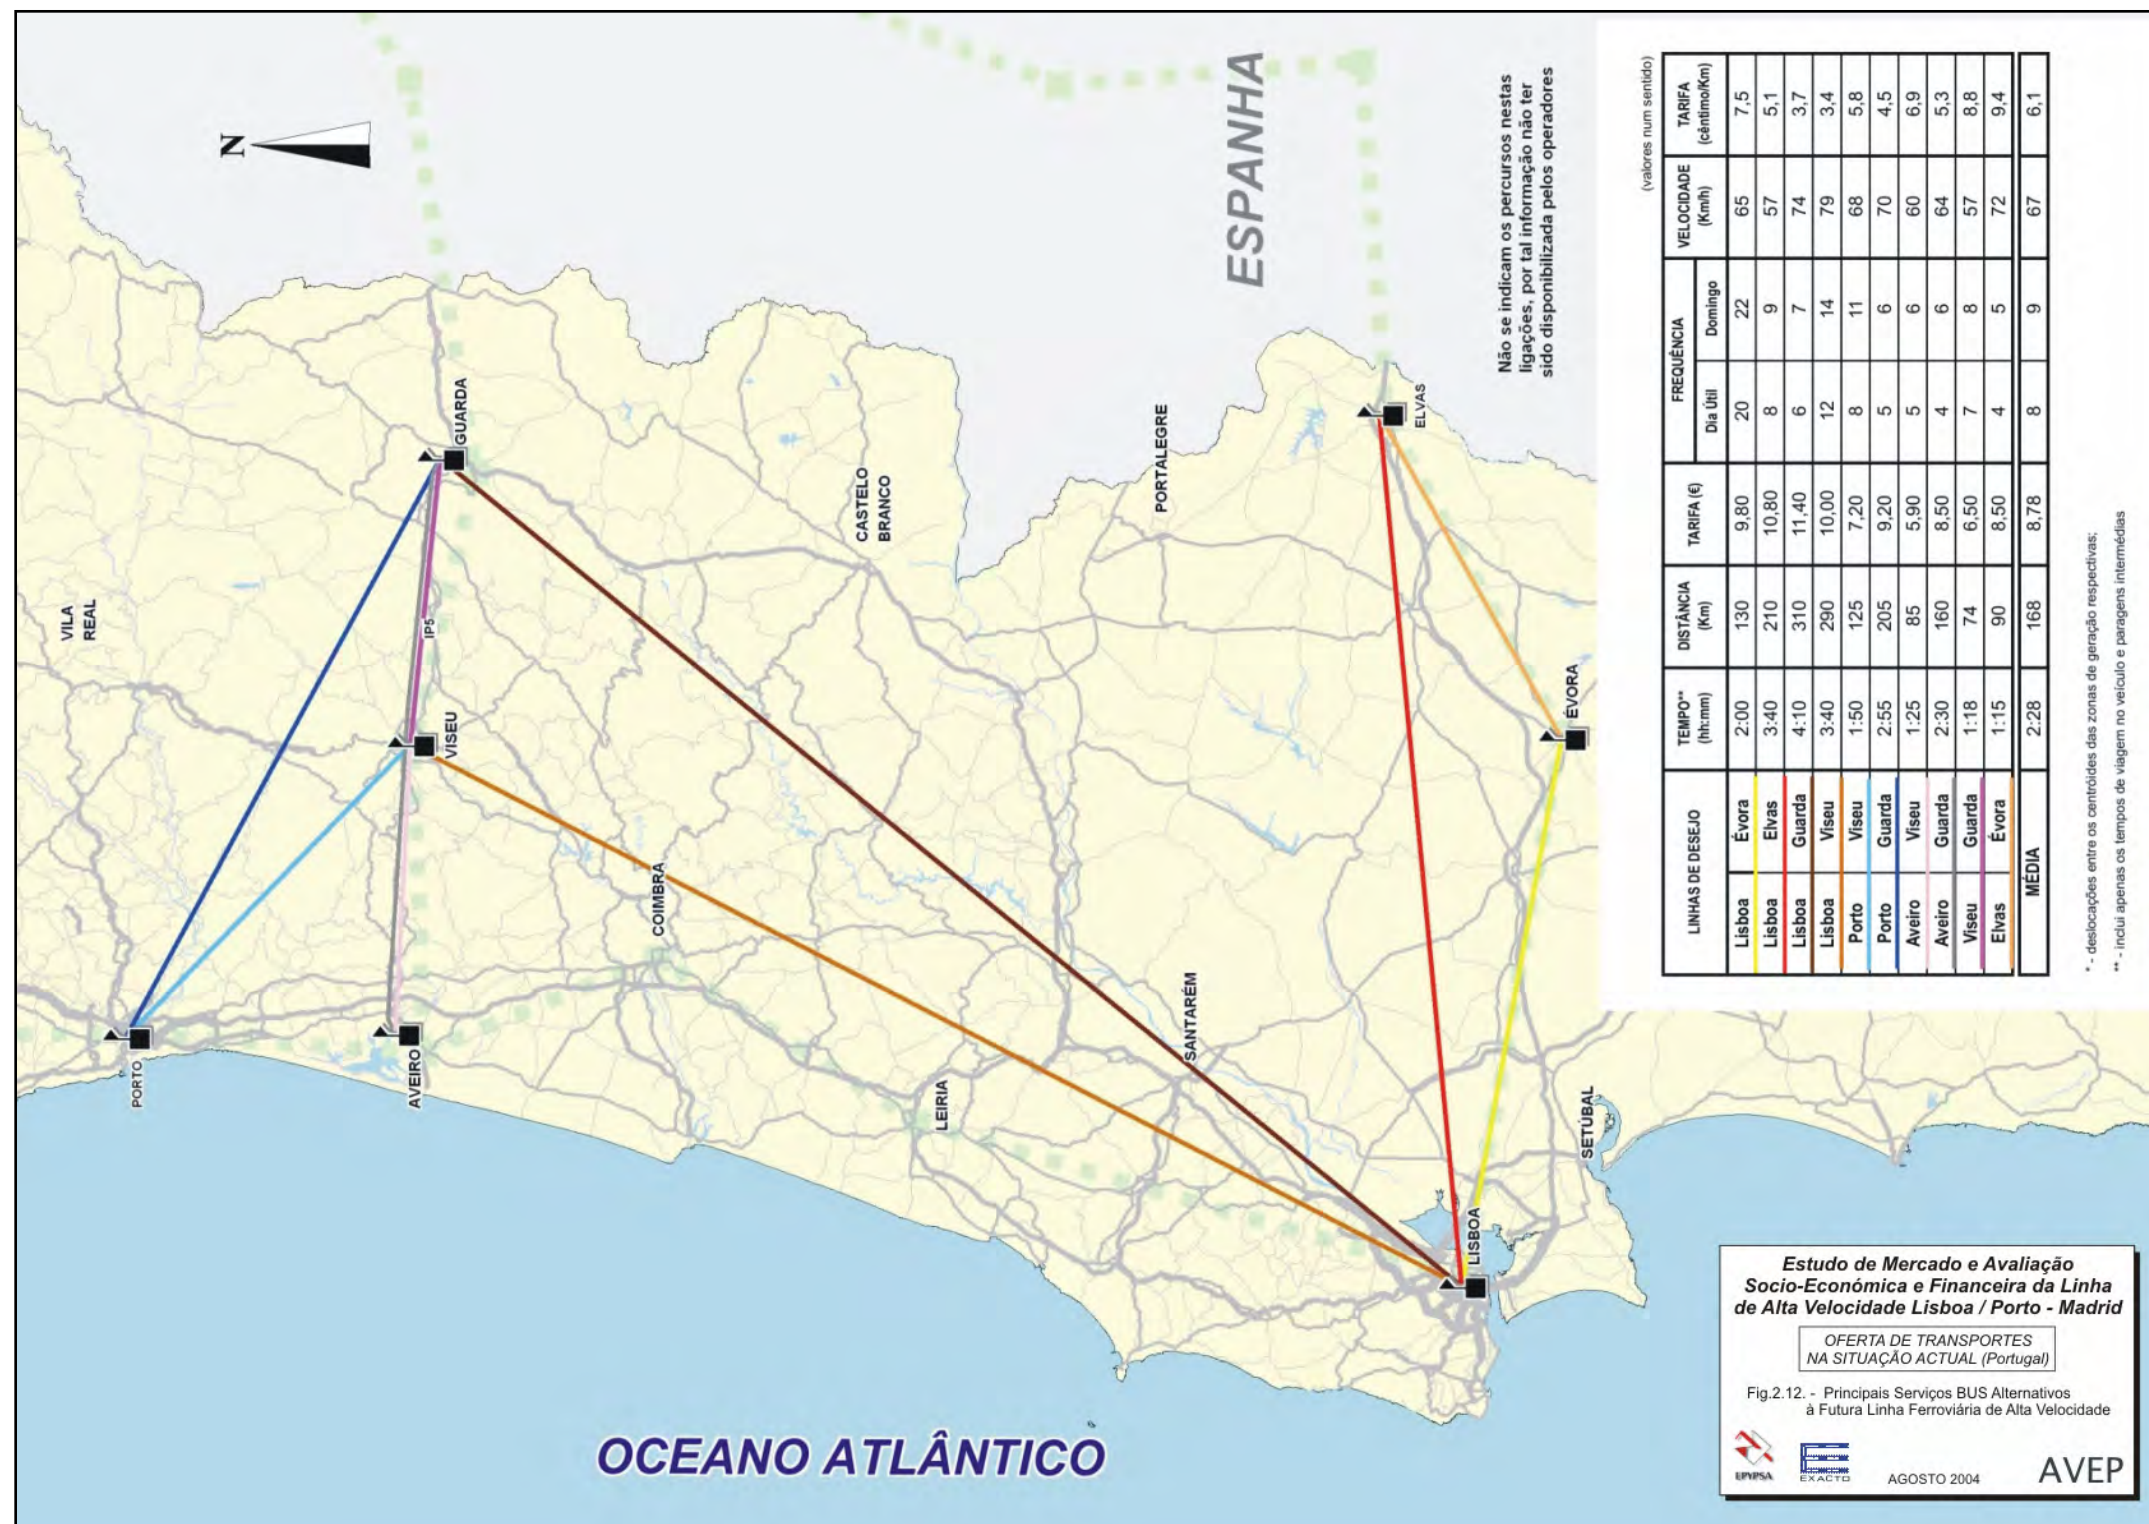 N
ESPANHA
VILA
REAL
GUARDA
IP5
VISEU
PORTO
AVEIRO
COIMBRA
CASTELO
BRANCO
PORTALEGRE
LEIRIA
SANTARÉM
ELVAS
ÉVORA
LISBOA
SETÚBAL
OCEANO ATLÂNTICO
Não se indicam os percursos nestas
ligações, por tal informação não ter
sido disponibilizada pelos operadores
(valores num sentido)
LINHAS DE DESEJO TEMPO** (hh:mm) DISTÂNCIA (Km) TARIFA (€) FREQUÊNCIA Dia Útil Domingo VELOCIDADE (Km/h) TARIFA (cêntimo/Km)
Lisboa Évora 2:00 130 9,80 20 22 65 7,5
Lisboa Elvas 3:40 210 10,80 8 9 57 5,1
Lisboa Guarda 4:10 310 11,40 6 7 74 3,7
Lisboa Viseu 3:40 290 10,00 12 14 79 3,4
Porto Viseu 1:50 125 7,20 8 11 68 5,8
Porto Guarda 2:55 205 9,20 5 6 70 4,5
Aveiro Viseu 1:25 85 5,90 5 6 60 6,9
Aveiro Guarda 2:30 160 8,50 4 6 64 5,3
Viseu Guarda 1:18 74 6,50 7 8 57 8,8
Elvas Évora 1:15 90 8,50 4 5 72 9,4
MÉDIA 2:28 168 8,78 8 9 67 6,1
* - deslocações entre os centróides das zonas de geração respectivas;
** - inclui apenas os tempos de viagem no veículo e paragens intermédias
Estudo de Mercado e Avaliação
Socio-Económica e Financeira da Linha
de Alta Velocidade Lisboa / Porto - Madrid
OFERTA DE TRANSPORTES
NA SITUAÇÃO ACTUAL (Portugal)
Fig.2.12. - Principais Serviços BUS Alternativos
à Futura Linha Ferroviária de Alta Velocidade
EPYPSA
EXACTO
AGOSTO 2004
AVEP